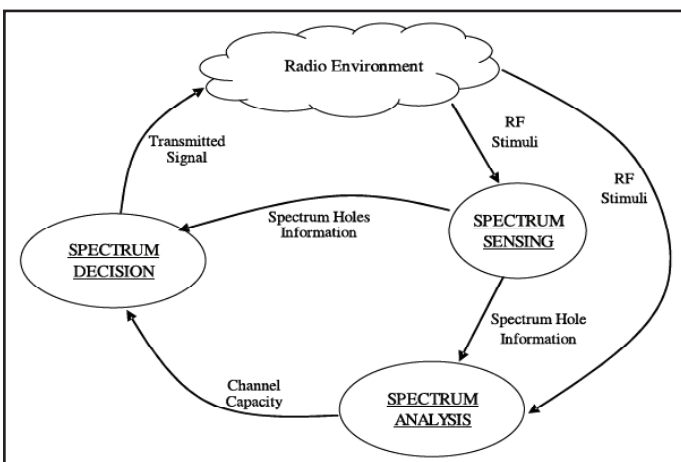 Radio Environment
RF
Stimuli
Transmitted
Signal
RF
Stimuli
Spectrum Holes
Information
SPECTRUM
SENSING
SPECTRUM
DECISION
Spectrum Hole
Information
Channel
Capacity
SPECTRUM
ANALYSIS